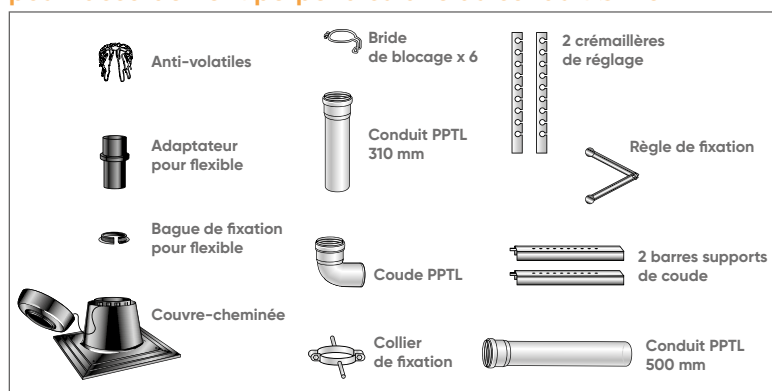 Anti-volatiles
Adaptateur
pour flexible
Bague de fixation
pour flexible
Couvre-cheminée
Bride
de blocage x 6
Conduit PPTL
310 mm
Coude PPTL
Collier
de fixation
2 crémaillères
de réglage
Règle de fixation
2 barres supports
de coude
Conduit PPTL
500 mm